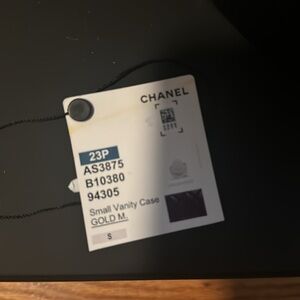 CHANEL
23P
AS3875
B10380
94305
Small Vanity Case
GOLD M.
S